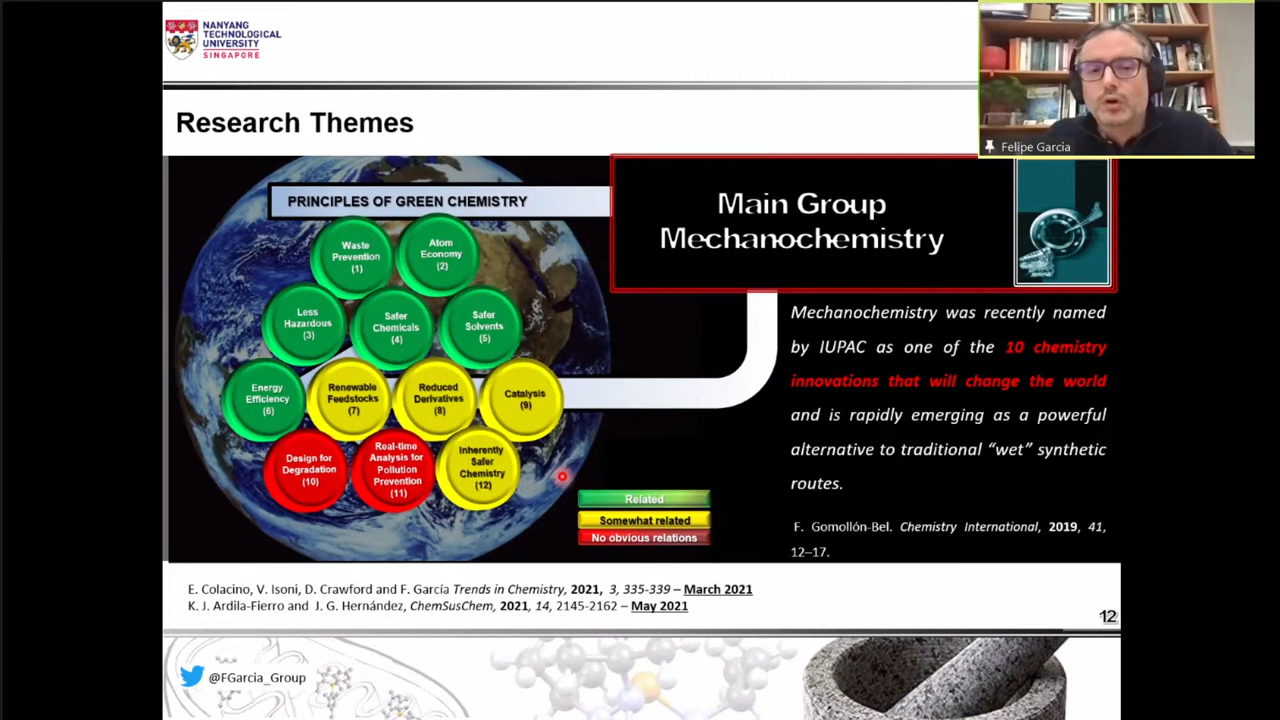 NANYANG
TECHNOLOGICAL
UNIVERSITY
SINGAPORE
Felipe Garcia
Research Themes
PRINCIPLES OF GREEN CHEMISTRY
Main Group
Mechanochemistry
Waste
Prevention
(1)
Atom
Economy
(2)
Less
Hazardous
(3)
Safer
Chemicals
(4)
Safer
Solvents
(5)
Energy
Efficiency
(6)
Renewable
Feedstocks
(7)
Reduced
Derivatives
(8)
Catalysis
(9)
Design for
Degradation
(10)
Real-time
Analysis for
Pollution
Prevention
(11)
Inherently
Safer
Chemistry
(12)
Related
Somewhat related
No obvious relations
Mechanochemistry was recently named
by IUPAC as one of the 10 chemistry
innovations that will change the world
and is rapidly emerging as a powerful
alternative to traditional “wet” synthetic
routes.
F. Gomollón-Bel. Chemistry International, 2019, 41,
12–17.
E. Colacino, V. Isoni, D. Crawford and F. García Trends in Chemistry, 2021, 3, 335-339 – March 2021
K. J. Ardila-Fierro and J. G. Hernández, ChemSusChem, 2021, 14, 2145-2162 – May 2021
12
@FGarcia_Group